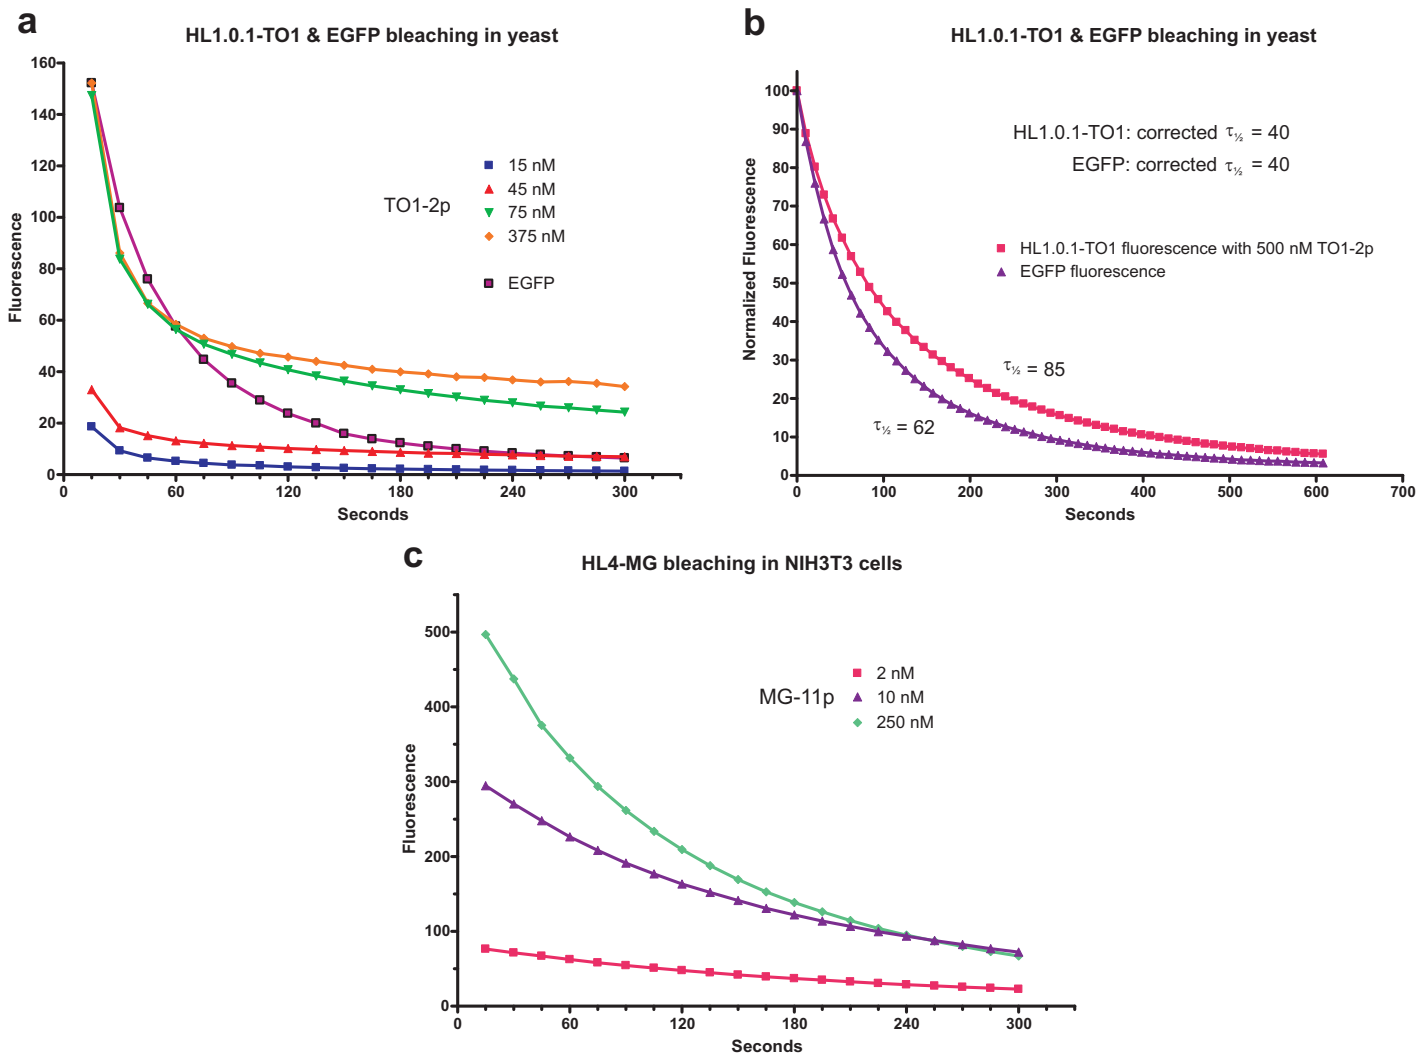 a
HL1.0.1-TO1 & EGFP bleaching in yeast
160
140
120
100
80
60
40
20
0
Fluorescence
0 60 120 180 240 300
Seconds
TO1-2p
15 nM
45 nM
75 nM
375 nM
EGFP
b
HL1.0.1-TO1 & EGFP bleaching in yeast
100
90
80
70
60
50
40
30
20
10
0
Normalized Fluorescence
HL1.0.1-TO1: corrected τ½ = 40
EGFP: corrected τ½ = 40
HL1.0.1-TO1 fluorescence with 500 nM TO1-2p
EGFP fluorescence
τ½ = 85
τ½ = 62
0 100 200 300 400 500 600 700
Seconds
c
HL4-MG bleaching in NIH3T3 cells
500
400
300
200
100
0
Fluorescence
MG-11p
2 nM
10 nM
250 nM
0 60 120 180 240 300
Seconds